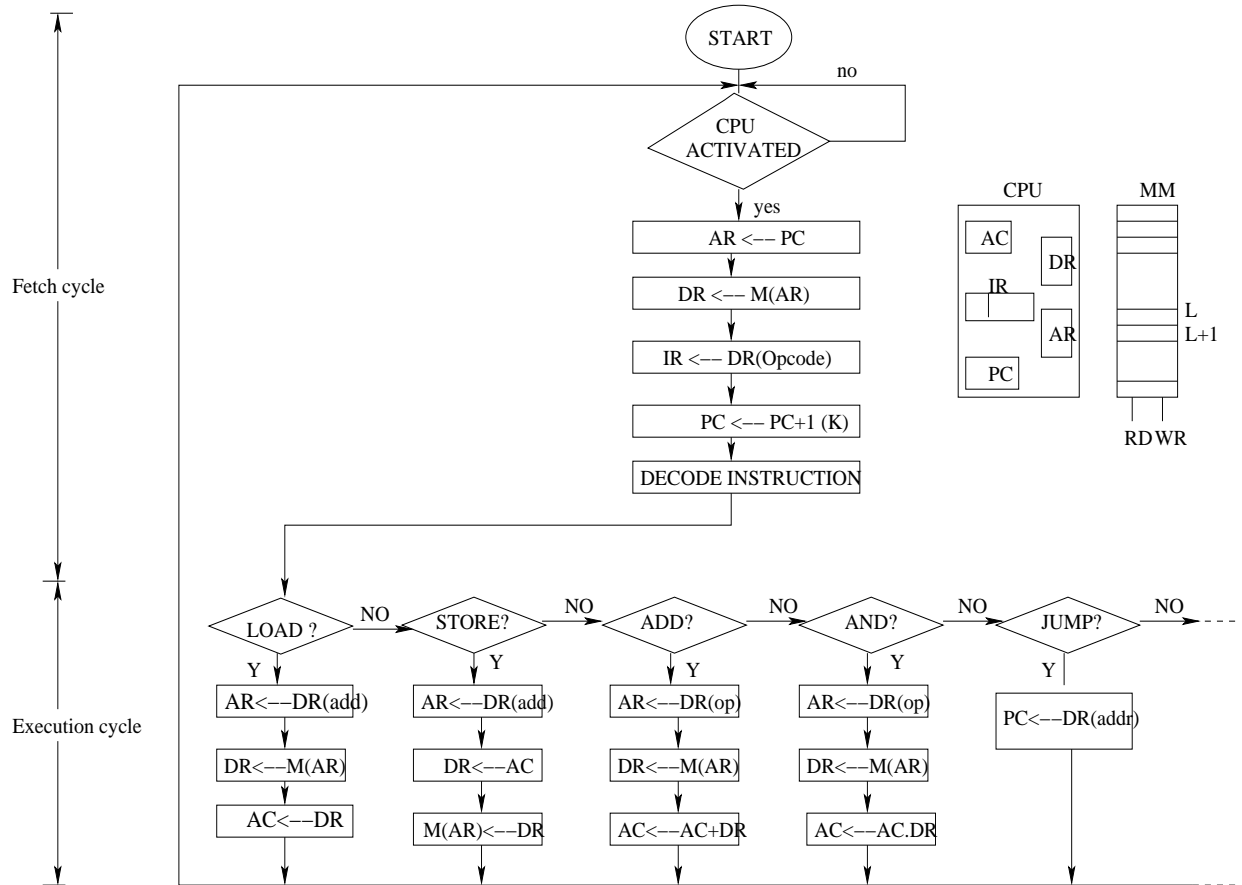 START
no
CPU
ACTIVATED
yes
CPU
MM
AR <−− PC
AC
DR
Fetch cycle
DR <−− M(AR)
IR
L
AR
L+1
IR <−− DR(Opcode)
PC
PC <−− PC+1 (K)
RD WR
DECODE INSTRUCTION
LOAD ?
NO
STORE?
NO
ADD?
NO
AND?
NO
JUMP?
NO
Y
Y
Y
Y
Y
AR<−−DR(add)
AR<−−DR(add)
AR<−−DR(op)
AR<−−DR(op)
PC<−−DR(addr)
Execution cycle
DR<−−M(AR)
DR<−−AC
DR<−−M(AR)
DR<−−M(AR)
AC<−−DR
M(AR)<−−DR
AC<−−AC+DR
AC<−−AC.DR